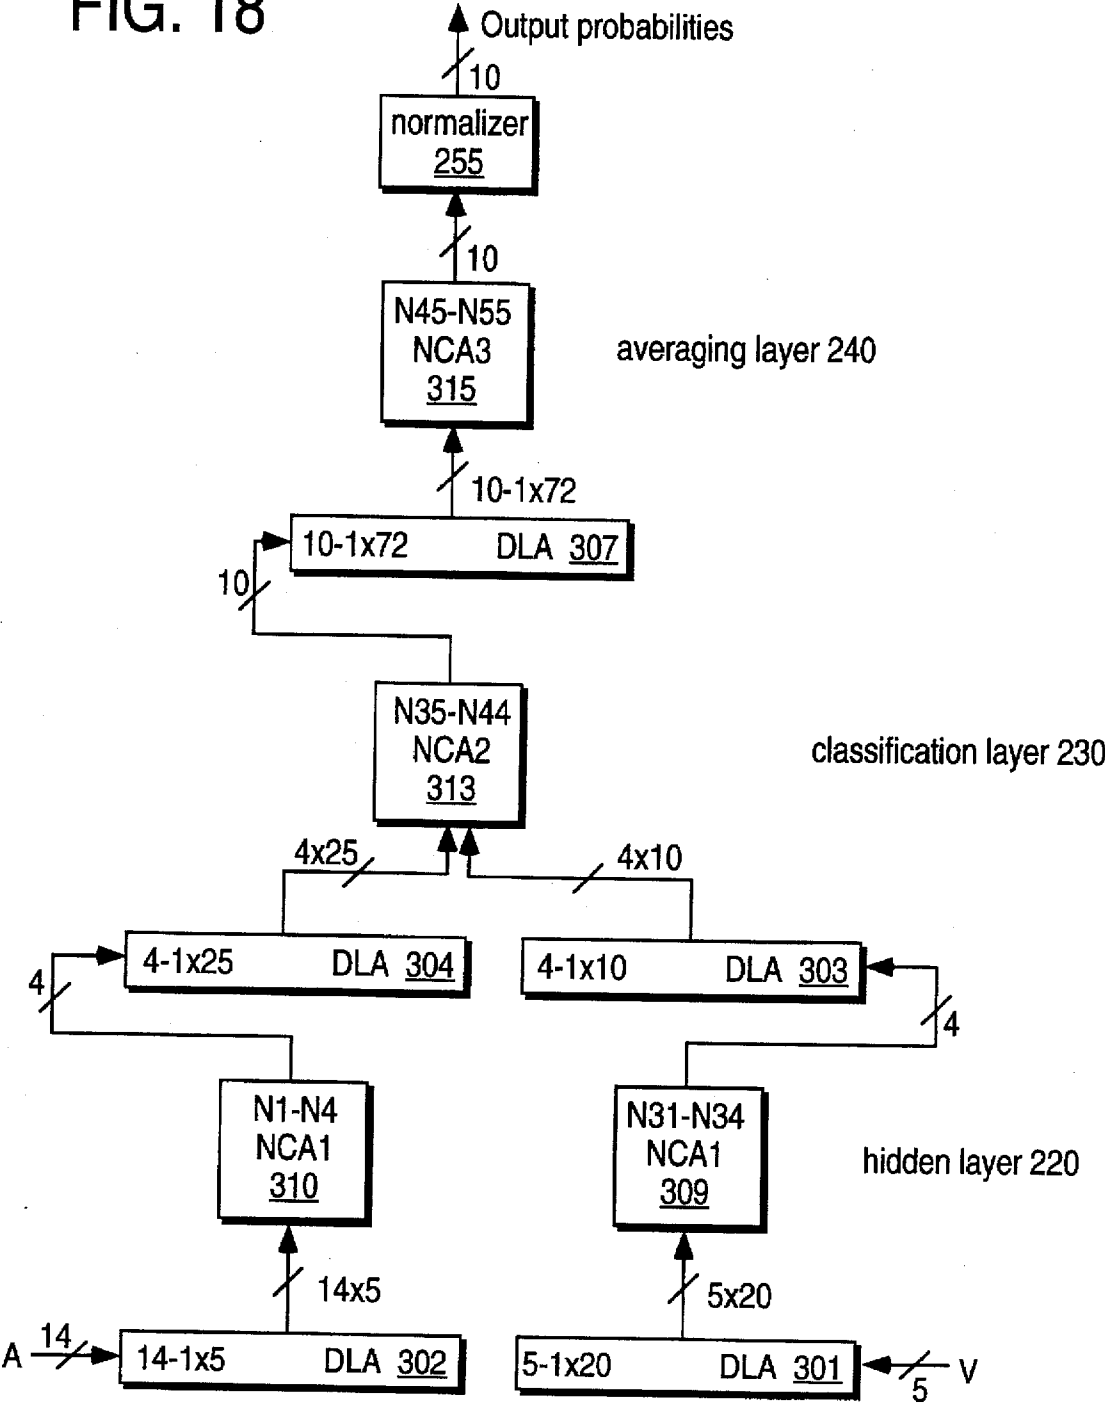 FIG. 18
Output probabilities
10
normalizer
255
10
N45-N55
NCA3
315
averaging layer 240
10-1x72
10-1x72 DLA 307
10
N35-N44
NCA2
313
classification layer 230
4x25
4x10
4-1x25 DLA 304
4-1x10 DLA 303
4
4
N1-N4
NCA1
310
N31-N34
NCA1
309
hidden layer 220
14x5
5x20
A
14
14-1x5 DLA 302
5-1x20 DLA 301
5
V